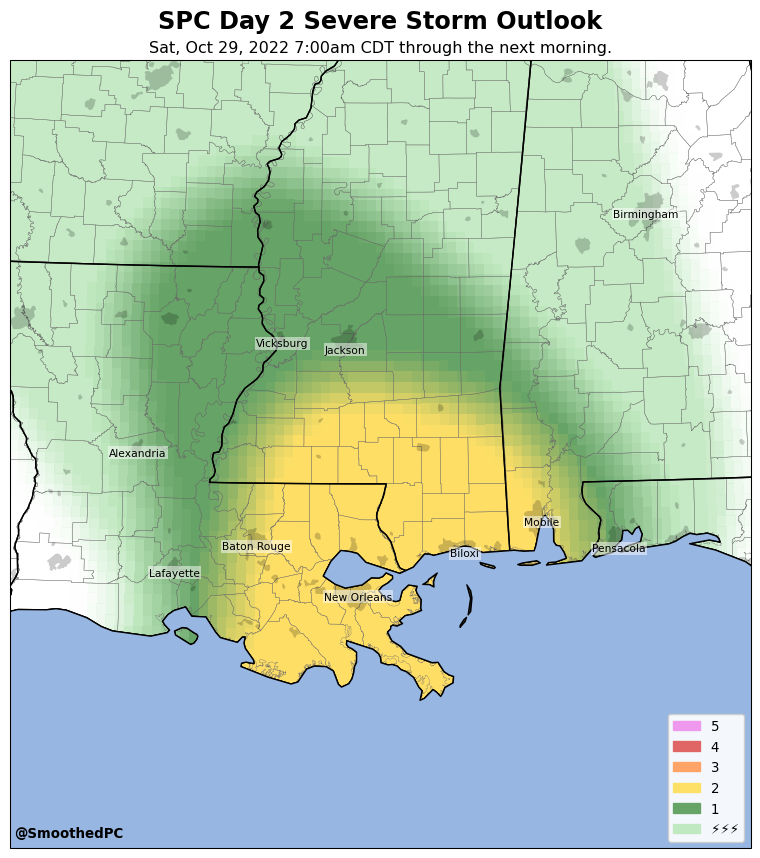 SPC Day 2 Severe Storm Outlook
Sat, Oct 29, 2022 7:00am CDT through the next morning.
Birmingham
Vicksburg
Jackson
Alexandria
Mobile
Baton Rouge
Pensacola
Biloxi
Lafayette
New Orleans
5
4
3
2
1
⚡⚡⚡
@SmoothedPC